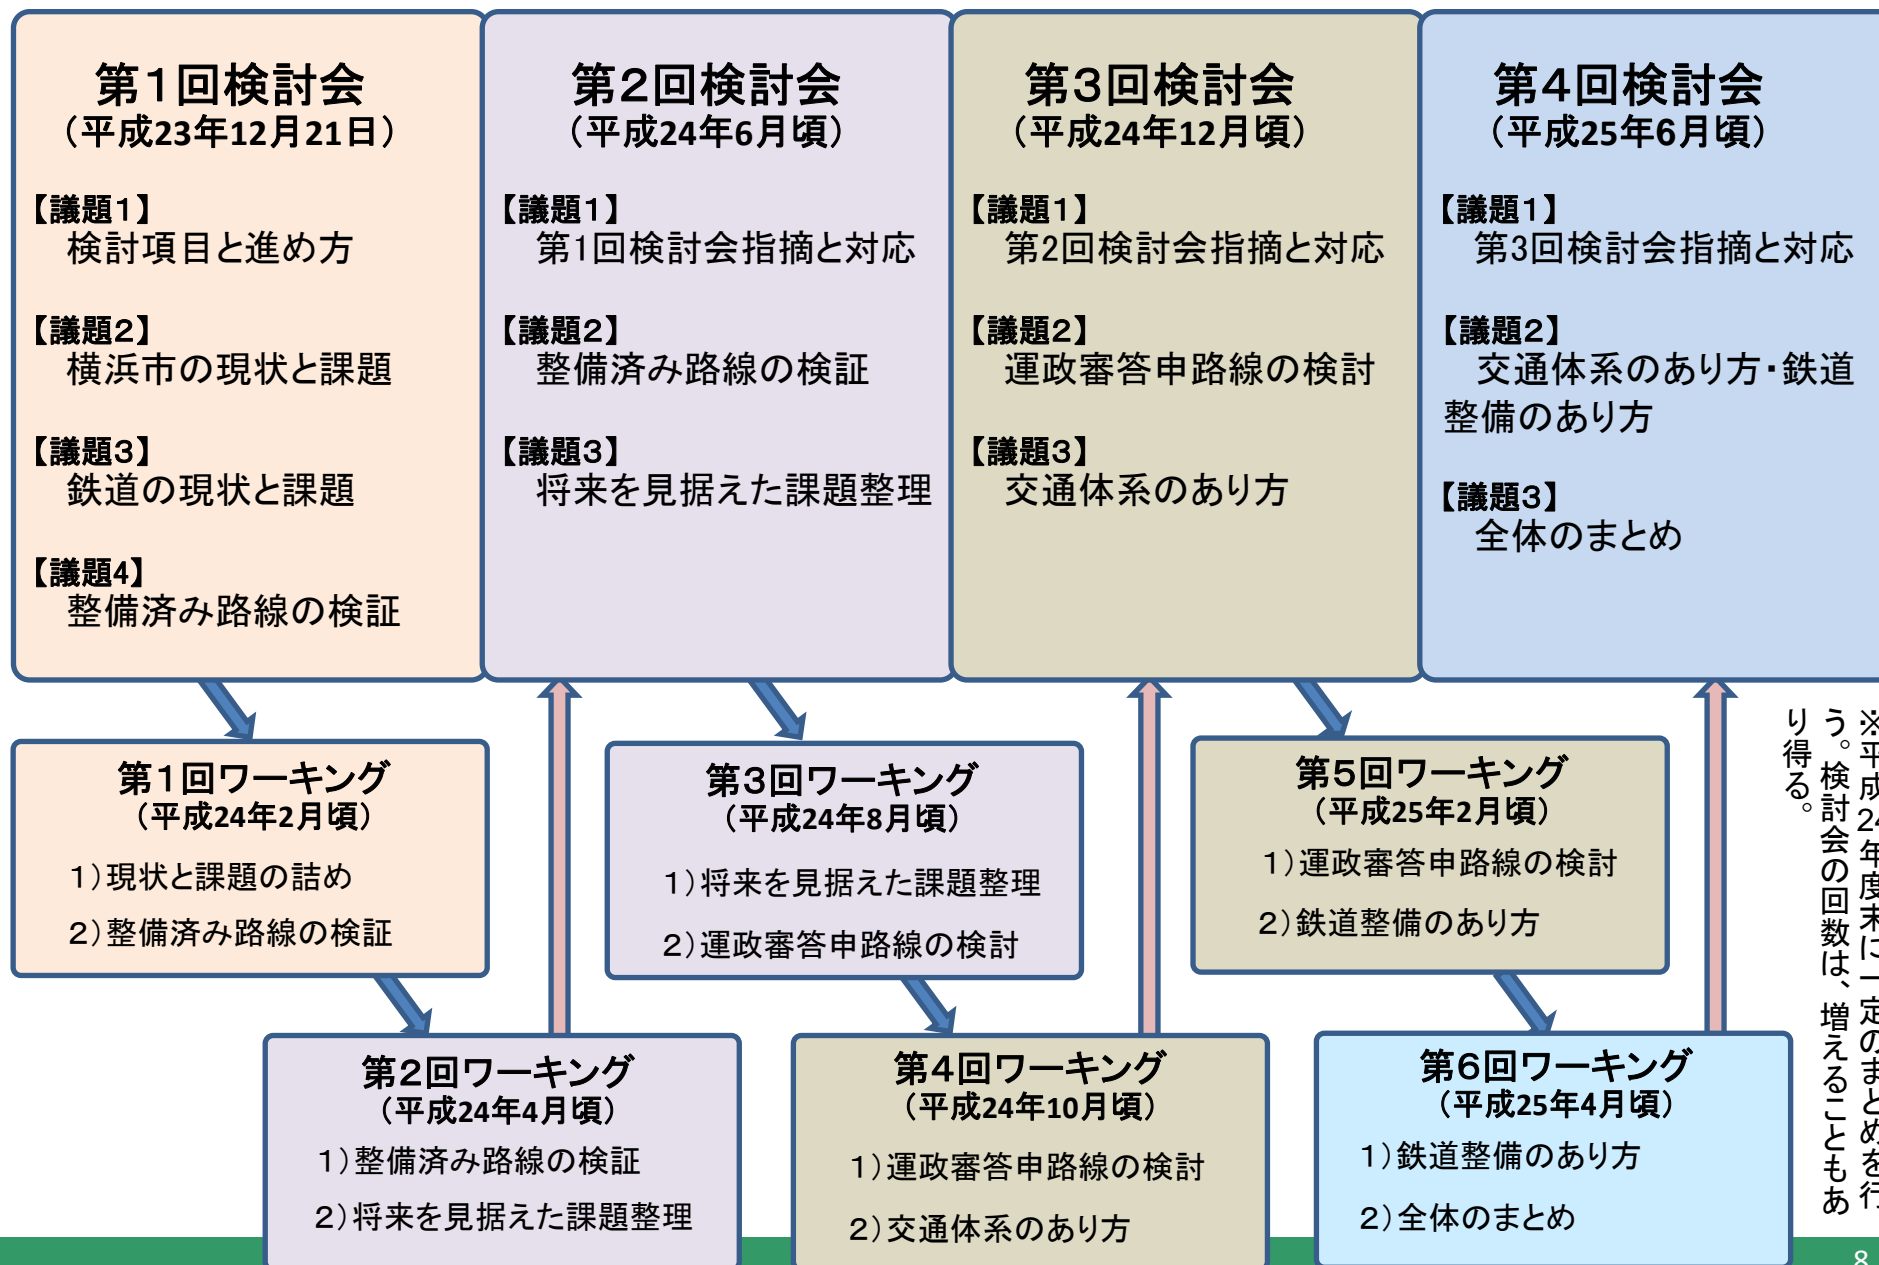 第1回検討会
（平成23年12月21日）
【議題1】
検討項目と進め方
【議題2】
横浜市の現状と課題
【議題3】
鉄道の現状と課題
【議題4】
整備済み路線の検証
第2回検討会
（平成24年6月頃）
【議題1】
第1回検討会指摘と対応
【議題2】
整備済み路線の検証
【議題3】
将来を見据えた課題整理
第3回検討会
（平成24年12月頃）
【議題1】
第2回検討会指摘と対応
【議題2】
運政審答申路線の検討
【議題3】
交通体系のあり方
第4回検討会
（平成25年6月頃）
【議題1】
第3回検討会指摘と対応
【議題2】
交通体系のあり方・鉄道
整備のあり方
【議題3】
全体のまとめ
第1回ワーキング
（平成24年2月頃）
1）現状と課題の詰め
2）整備済み路線の検証
第2回ワーキング
（平成24年4月頃）
1）整備済み路線の検証
2）将来を見据えた課題整理
第3回ワーキング
（平成24年8月頃）
1）将来を見据えた課題整理
2）運政審答申路線の検討
第4回ワーキング
（平成24年10月頃）
1）運政審答申路線の検討
2）交通体系のあり方
第5回ワーキング
（平成25年2月頃）
1）運政審答申路線の検討
2）鉄道整備のあり方
第6回ワーキング
（平成25年4月頃）
1）鉄道整備のあり方
2）全体のまとめ
※平成24年度末に一定のまとめを行
う。検討会の回数は、増えることもあ
り得る。
8